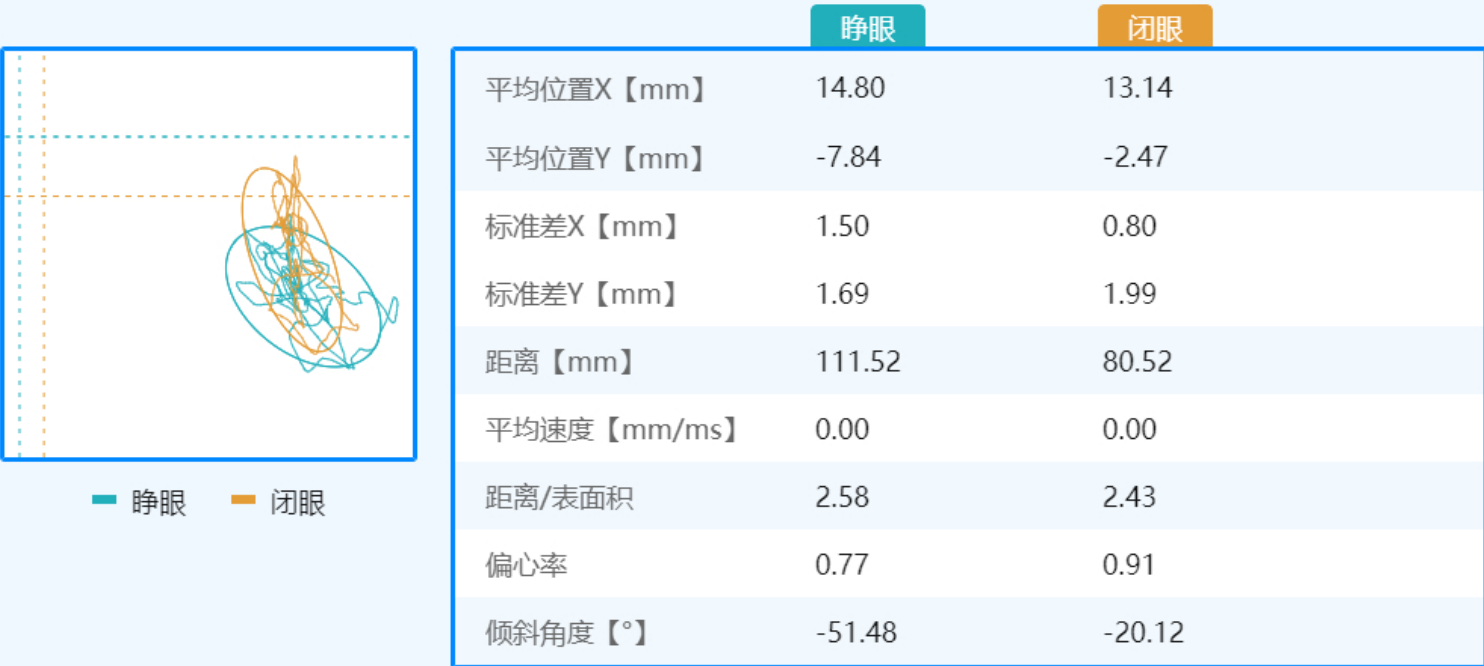 睁眼 闭眼
平均位置X【mm】 14.80 13.14
平均位置Y【mm】 -7.84 -2.47
标准差X【mm】 1.50 0.80
标准差Y【mm】 1.69 1.99
距离【mm】 111.52 80.52
平均速度【mm/ms】 0.00 0.00
距离/表面积 2.58 2.43
偏心率 0.77 0.91
倾斜角度【°】 -51.48 -20.12
睁眼 闭眼